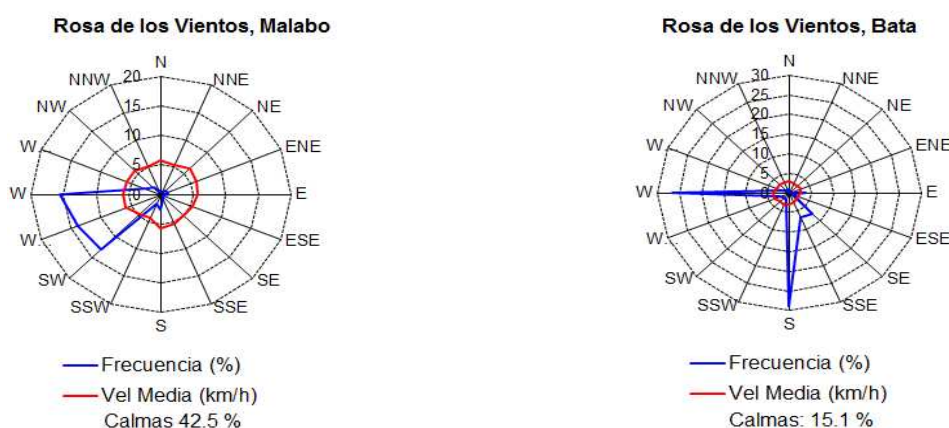 Rosa de los Vientos, Malabo
N
NNW
NNE
NW
NE
W.
ENE
W
E
W.
ESE
SW
SE
SSW
SSE
S
20
15
10
5
0
Frecuencia (%)
Vel Media (km/h)
Calmas 42.5 %
Rosa de los Vientos, Bata
N
NNW
NNE
NW
NE
W.
ENE
W
E
W.
ESE
SW
SE
SSW
SSE
S
30
25
20
15
10
5
0
Frecuencia (%)
Vel Media (km/h)
Calmas: 15.1 %